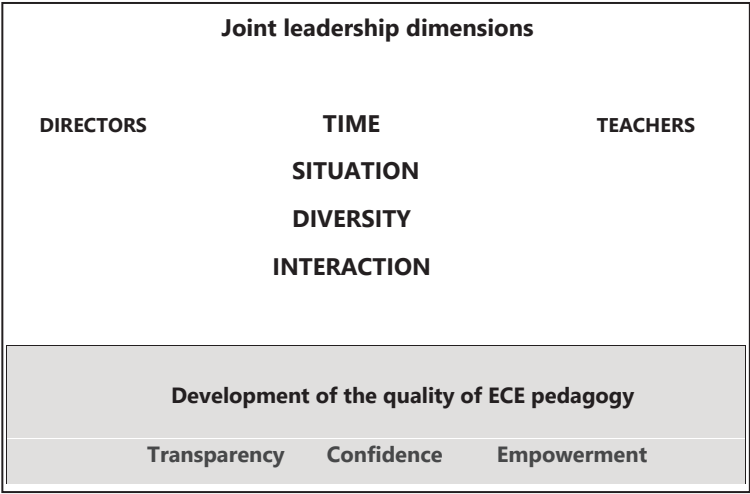 Joint leadership dimensions
DIRECTORS TIME TEACHERS
SITUATION
DIVERSITY
INTERACTION
Development of the quality of ECE pedagogy
Transparency Confidence Empowerment